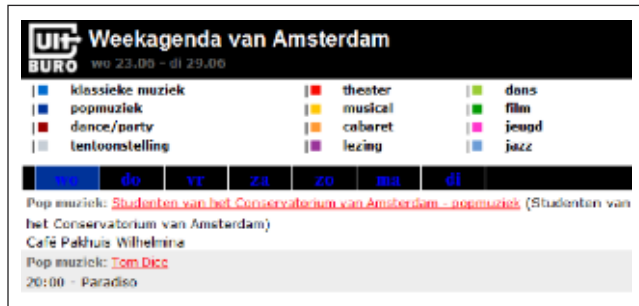 UIT BURO
Weekagenda van Amsterdam
wo 23.06 - di 29.06
klassieke muziek theater dans
popmuziek musical film
dance/party cabaret jeugd
tentoonstelling lezing jazz
wo do vr za zo ma di
Pop muziek: Studenten van het Conservatorium van Amsterdam - popmuziek (Studenten van
het Conservatorium van Amsterdam)
Café Pakhuis Wilhelmina
Pop muziek: Tom Dice
20:00 - Paradiso